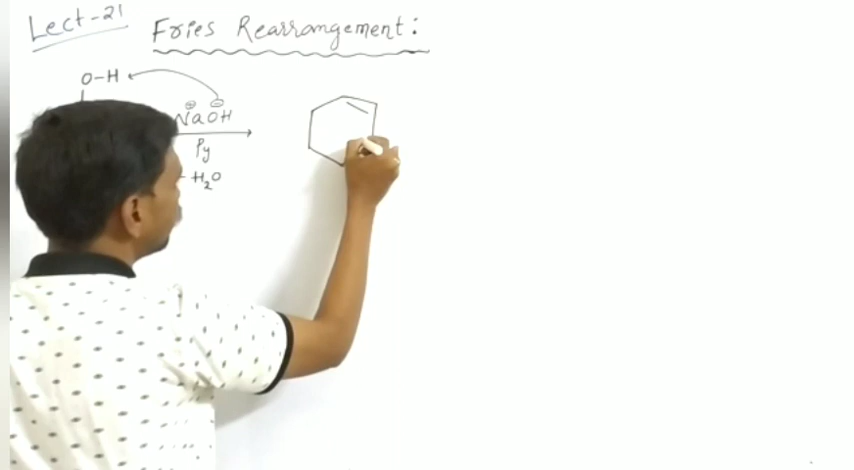 Lect-21 Fries Rearrangement:
O-H
⊕ ⊖
NaOH
Py
- H₂O